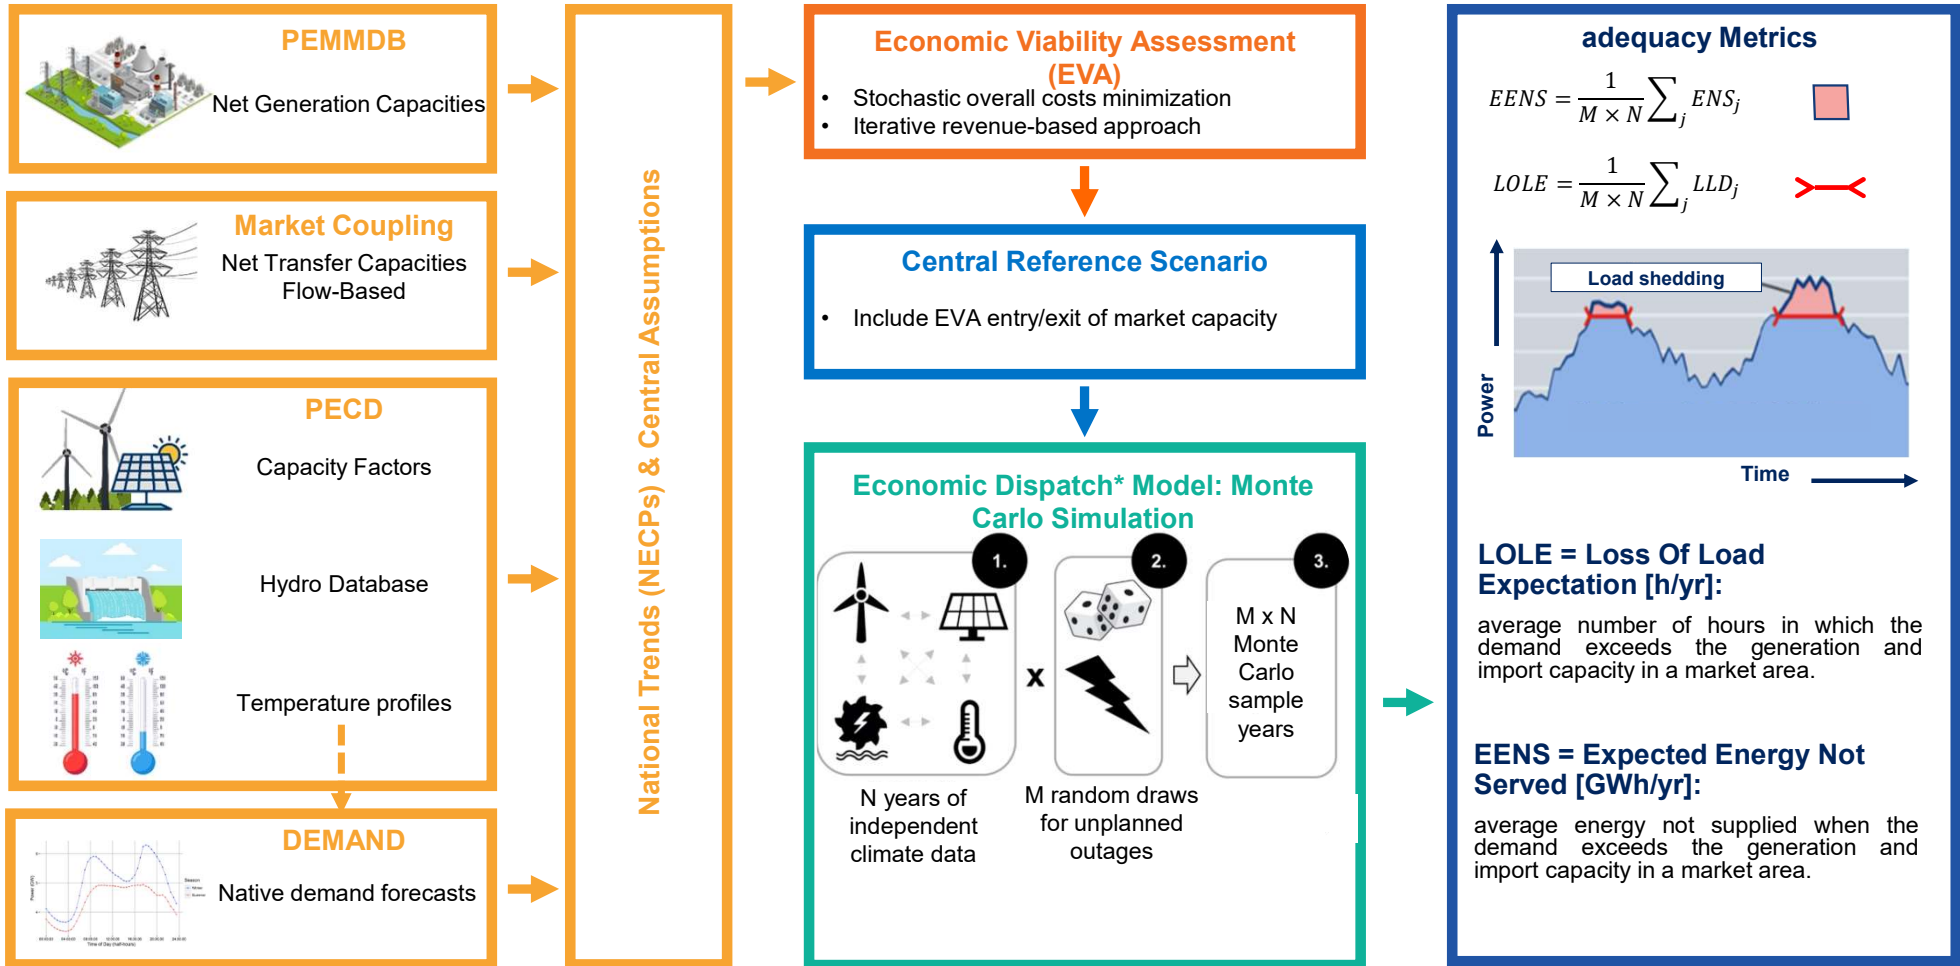 PEMMDB
Net Generation Capacities
Market Coupling
Net Transfer Capacities
Flow-Based
PECD
Capacity Factors
Hydro Database
Temperature profiles
DEMAND
Native demand forecasts
National Trends (NECPs) & Central Assumptions
Economic Viability Assessment
(EVA)
• Stochastic overall costs minimization
• Iterative revenue-based approach
Central Reference Scenario
• Include EVA entry/exit of market capacity
Economic Dispatch* Model: Monte
Carlo Simulation
1.
2.
3.
x
M x N
Monte
Carlo
sample
years
N years of
independent
climate data
M random draws
for unplanned
outages
adequacy Metrics
EENS = 1/(M × N) ∑_j ENS_j
LOLE = 1/(M × N) ∑_j LLD_j
Load shedding
Power
Time
LOLE = Loss Of Load
Expectation [h/yr]:
average number of hours in which the
demand exceeds the generation and
import capacity in a market area.
EENS = Expected Energy Not
Served [GWh/yr]:
average energy not supplied when the
demand exceeds the generation and
import capacity in a market area.